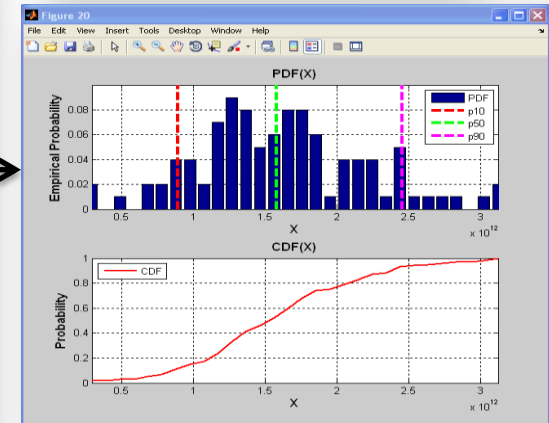 Figure 20
File Edit View Insert Tools Desktop Window Help
PDF(X)
Empirical Probability
0.08
0.06
0.04
0.02
0
0.5 1 1.5 2 2.5 3
X
x 10^12
PDF
p10
p50
p90
CDF(X)
CDF
Probability
1
0.8
0.6
0.4
0.2
0
0.5 1 1.5 2 2.5 3
X
x 10^12